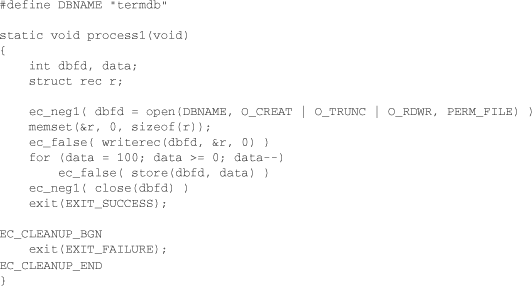 #define DBNAME "termdb"

static void process1(void)
{
    int dbfd, data;
    struct rec r;

    ec_neg1( dbfd = open(DBNAME, O_CREAT | O_TRUNC | O_RDWR, PERM_FILE) )
    memset(&r, 0, sizeof(r));
    ec_false( writerec(dbfd, &r, 0) )
    for (data = 100; data >= 0; data--)
        ec_false( store(dbfd, data) )
    ec_neg1( close(dbfd) )
    exit(EXIT_SUCCESS);

EC_CLEANUP_BGN
    exit(EXIT_FAILURE);
EC_CLEANUP_END
}